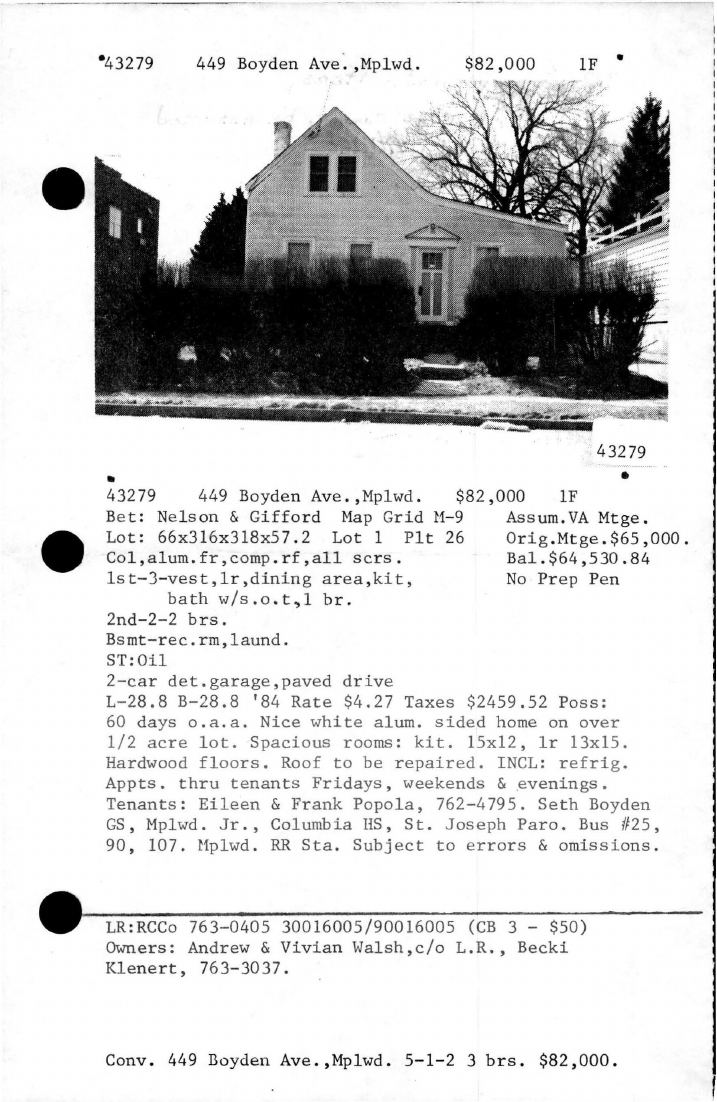 43279 449 Boyden Ave.,Mplwd. $82,000 1F
43279
43279 449 Boyden Ave.,Mplwd. $82,000 1F
Bet: Nelson & Gifford Map Grid M-9 Assum.VA Mtge.
Lot: 66x316x318x57.2 Lot 1 Plt 26 Orig.Mtge.$65,000.
Col,alum.fr,comp.rf,all scrs. Bal.$64,530.84
1st-3-vest,lr,dining area,kit, No Prep Pen
bath w/s.o.t,1 br.
2nd-2-2 brs.
Bsmt-rec.rm,laund.
ST:Oil
2-car det.garage,paved drive
L-28.8 B-28.8 '84 Rate $4.27 Taxes $2459.52 Poss:
60 days o.a.a. Nice white alum. sided home on over
1/2 acre lot. Spacious rooms: kit. 15x12, lr 13x15.
Hardwood floors. Roof to be repaired. INCL: refrig.
Appts. thru tenants Fridays, weekends & evenings.
Tenants: Eileen & Frank Popola, 762-4795. Seth Boyden
GS, Mplwd. Jr., Columbia HS, St. Joseph Paro. Bus #25,
90, 107. Mplwd. RR Sta. Subject to errors & omissions.
LR:RCCo 763-0405 30016005/90016005 (CB 3 - $50)
Owners: Andrew & Vivian Walsh,c/o L.R., Becki
Klenert, 763-3037.
Conv. 449 Boyden Ave.,Mplwd. 5-1-2 3 brs. $82,000.